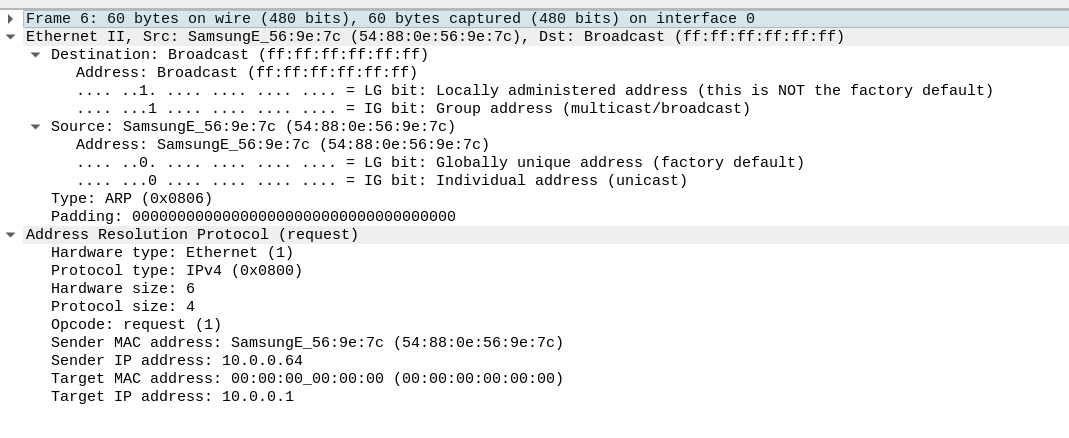 Frame 6: 60 bytes on wire (480 bits), 60 bytes captured (480 bits) on interface 0
Ethernet II, Src: SamsungE_56:9e:7c (54:88:0e:56:9e:7c), Dst: Broadcast (ff:ff:ff:ff:ff:ff)
Destination: Broadcast (ff:ff:ff:ff:ff:ff)
Address: Broadcast (ff:ff:ff:ff:ff:ff)
.... ..1. .... .... .... .... = LG bit: Locally administered address (this is NOT the factory default)
.... ...1 .... .... .... .... = IG bit: Group address (multicast/broadcast)
Source: SamsungE_56:9e:7c (54:88:0e:56:9e:7c)
Address: SamsungE_56:9e:7c (54:88:0e:56:9e:7c)
.... ..0. .... .... .... .... = LG bit: Globally unique address (factory default)
.... ...0 .... .... .... .... = IG bit: Individual address (unicast)
Type: ARP (0x0806)
Padding: 000000000000000000000000000000000000
Address Resolution Protocol (request)
Hardware type: Ethernet (1)
Protocol type: IPv4 (0x0800)
Hardware size: 6
Protocol size: 4
Opcode: request (1)
Sender MAC address: SamsungE_56:9e:7c (54:88:0e:56:9e:7c)
Sender IP address: 10.0.0.64
Target MAC address: 00:00:00_00:00:00 (00:00:00:00:00:00)
Target IP address: 10.0.0.1